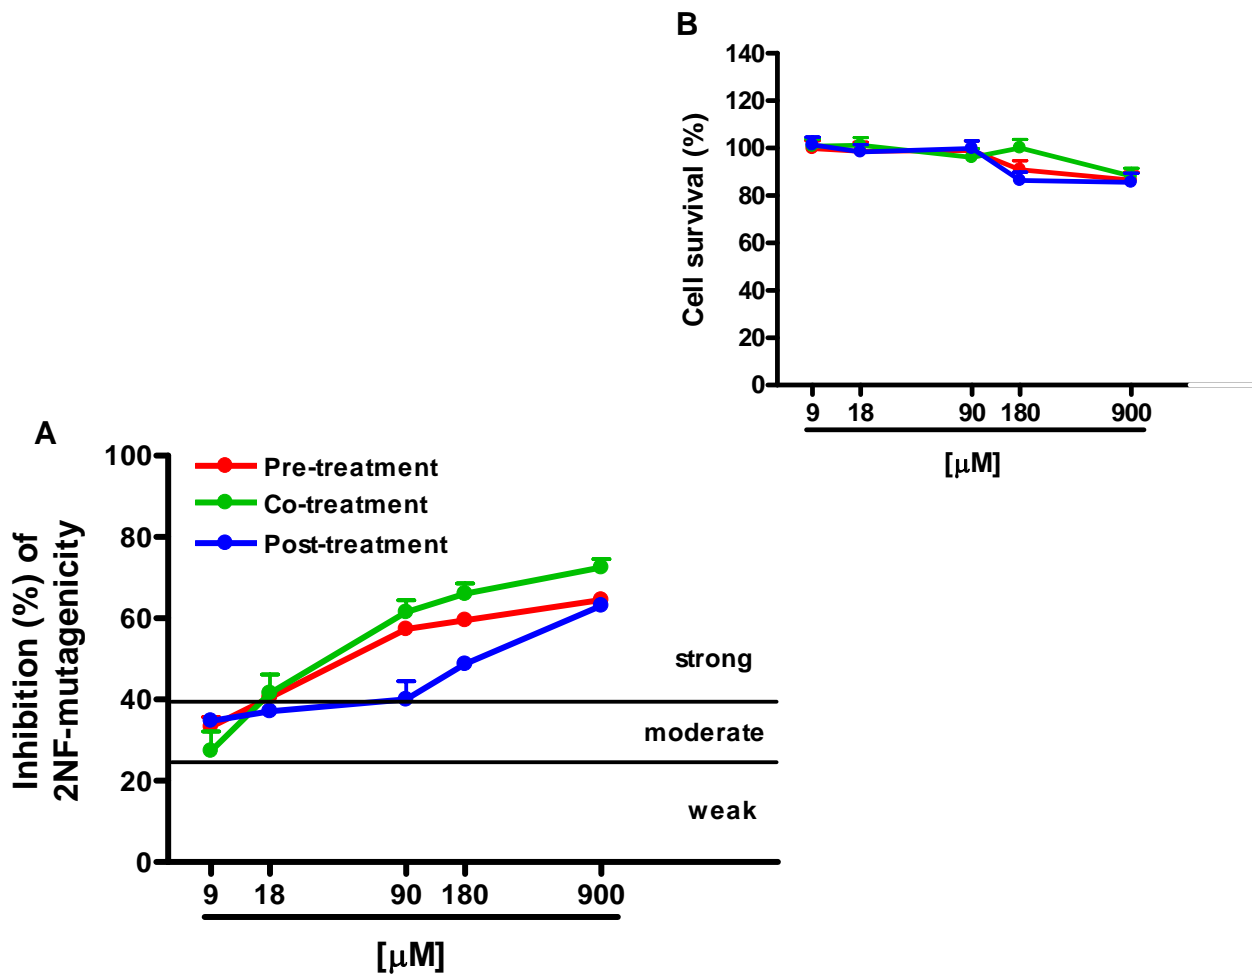 B
140
120
100
80
60
40
20
0
Cell survival (%)
9 18 90 180 900
[μM]
A
100
80
60
40
20
0
Inhibition (%) of
2NF-mutagenicity
Pre-treatment
Co-treatment
Post-treatment
strong
moderate
weak
9 18 90 180 900
[μM]